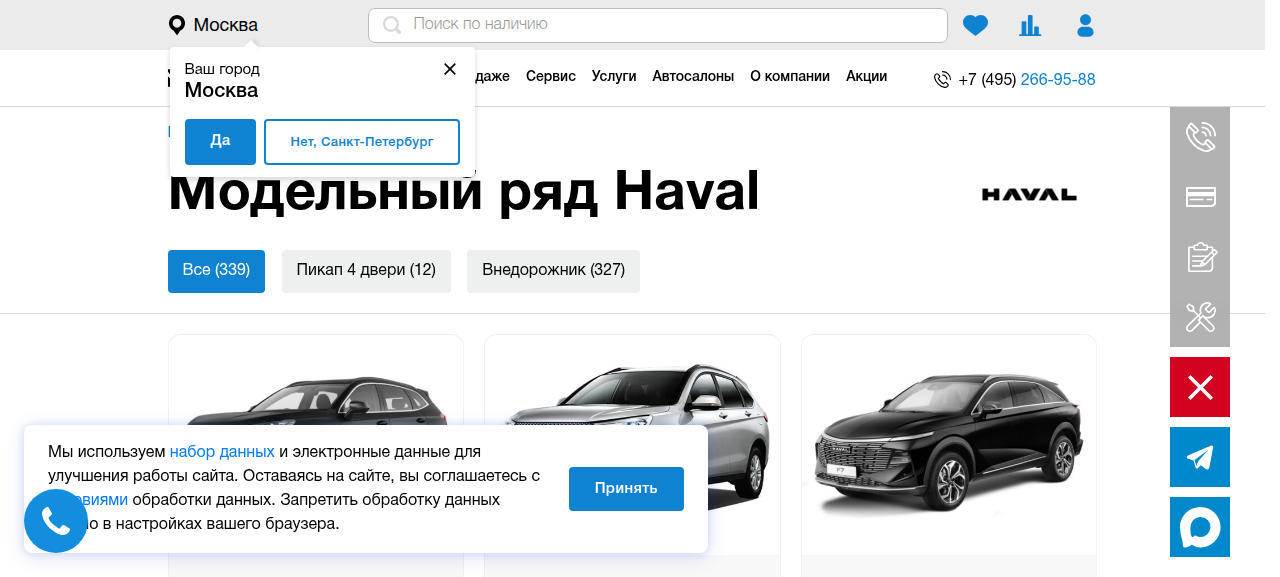 Москва
Поиск по наличию
Ваш город
Москва
Да
Нет, Санкт-Петербург
Сервис
Услуги
Автосалоны
О компании
Акции
+7 (495) 266-95-88
Модельный ряд Haval
HAVAL
Все (339)
Пикап 4 двери (12)
Внедорожник (327)
Мы используем набор данных и электронные данные для
улучшения работы сайта. Оставаясь на сайте, вы соглашаетесь с
обработки данных. Запретить обработку данных
в настройках вашего браузера.
Принять